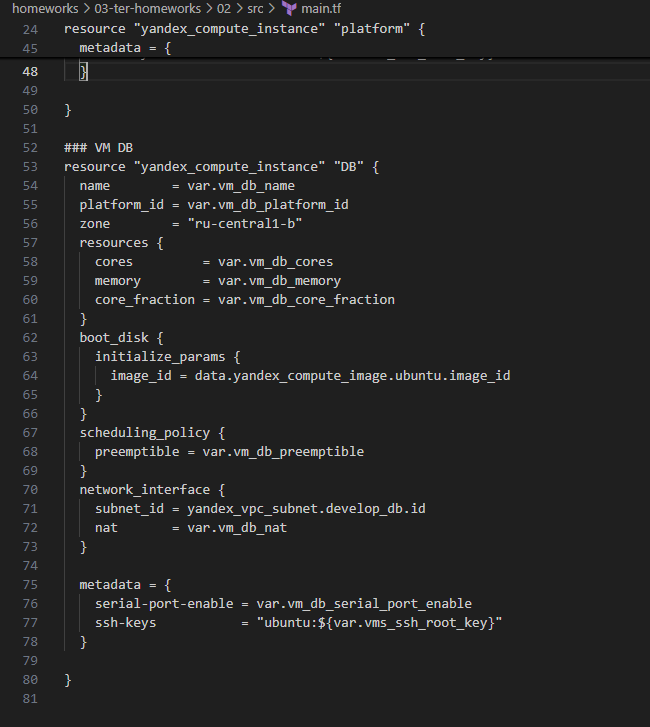 homeworks > 03-ter-homeworks > 02 > src > main.tf
24 resource "yandex_compute_instance" "platform" {
45   metadata = {
48   }
49
50 }
51
52 ### VM DB
53 resource "yandex_compute_instance" "DB" {
54   name        = var.vm_db_name
55   platform_id = var.vm_db_platform_id
56   zone        = "ru-central1-b"
57   resources {
58     cores         = var.vm_db_cores
59     memory        = var.vm_db_memory
60     core_fraction = var.vm_db_core_fraction
61   }
62   boot_disk {
63     initialize_params {
64       image_id = data.yandex_compute_image.ubuntu.image_id
65     }
66   }
67   scheduling_policy {
68     preemptible = var.vm_db_preemptible
69   }
70   network_interface {
71     subnet_id = yandex_vpc_subnet.develop_db.id
72     nat       = var.vm_db_nat
73   }
74
75   metadata = {
76     serial-port-enable = var.vm_db_serial_port_enable
77     ssh-keys           = "ubuntu:${var.vms_ssh_root_key}"
78   }
79
80 }
81